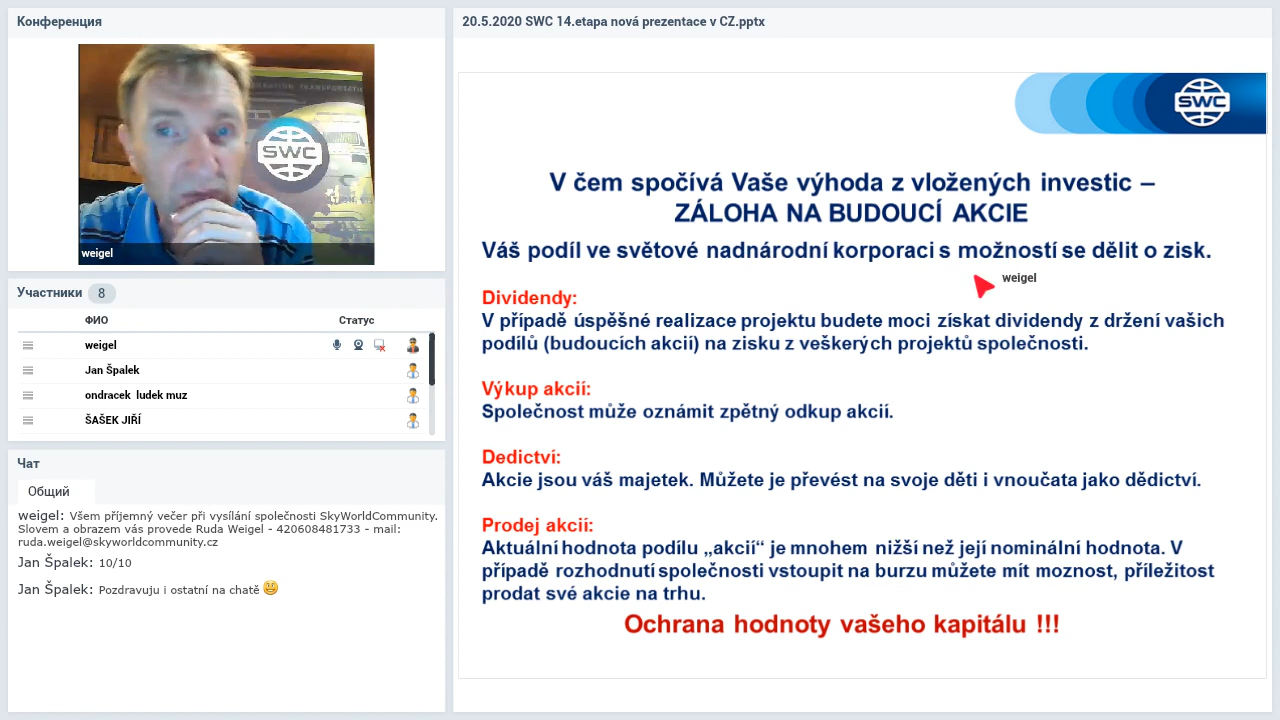 Конференция
SWC
weigel
Участники 8
ФИО Статус
weigel
Jan Špalek
ondracek ludek muz
ŠAŠEK JIŘÍ
Чат
Общий
weigel: Všem příjemný večer při vysílání společnosti SkyWorldCommunity.
Slovem a obrazem vás provede Ruda Weigel - 420608481733 - mail:
ruda.weigel@skyworldcommunity.cz
Jan Špalek: 10/10
Jan Špalek: Pozdravuju i ostatní na chatě
20.5.2020 SWC 14.etapa nová prezentace v CZ.pptx
SWC
V čem spočívá Vaše výhoda z vložených investic –
ZÁLOHA NA BUDOUCÍ AKCIE
Váš podíl ve světové nadnárodní korporaci s možností se dělit o zisk.
weigel
Dividendy:
V případě úspěšné realizace projektu budete moci získat dividendy z držení vašich
podílů (budoucích akcií) na zisku z veškerých projektů společnosti.
Výkup akcií:
Společnost může oznámit zpětný odkup akcií.
Dedictví:
Akcie jsou váš majetek. Můžete je převést na svoje děti i vnoučata jako dědictví.
Prodej akcií:
Aktuální hodnota podílu „akcií“ je mnohem nižší než její nominální hodnota. V
případě rozhodnutí společnosti vstoupit na burzu můžete mít moznost, příležitost
prodat své akcie na trhu.
Ochrana hodnoty vašeho kapitálu !!!